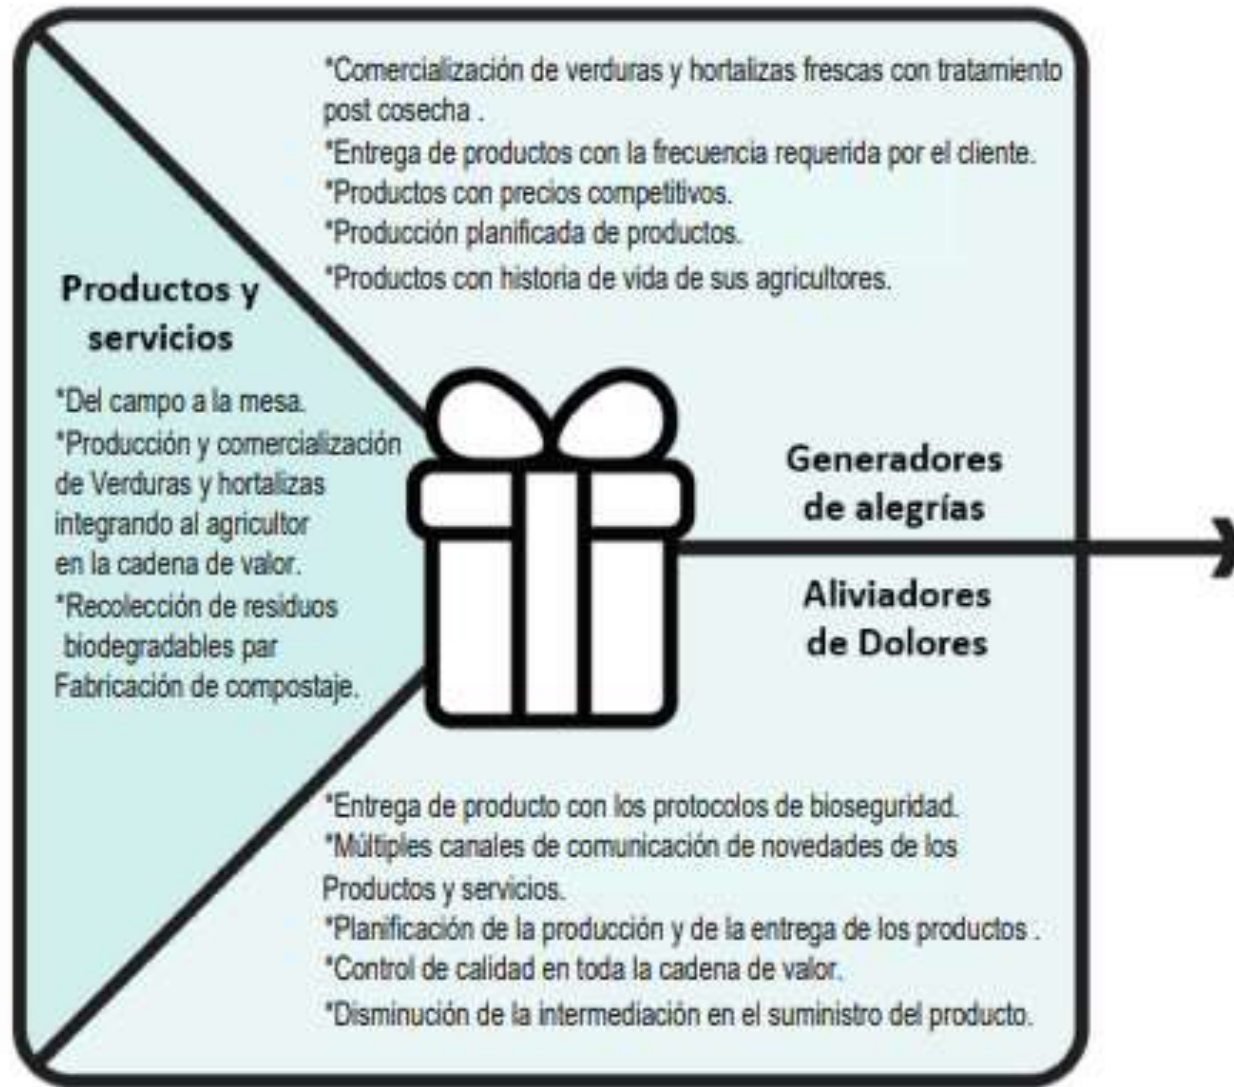 *Comercialización de verduras y hortalizas frescas con tratamiento
post cosecha .
*Entrega de productos con la frecuencia requerida por el cliente.
*Productos con precios competitivos.
*Producción planificada de productos.
*Productos con historia de vida de sus agricultores.
Productos y
servicios
*Del campo a la mesa.
*Producción y comercialización
de Verduras y hortalizas
integrando al agricultor
en la cadena de valor.
*Recolección de residuos
biodegradables par
Fabricación de compostaje.
Generadores
de alegrías
Aliviadores
de Dolores
*Entrega de producto con los protocolos de bioseguridad.
*Múltiples canales de comunicación de novedades de los
Productos y servicios.
*Planificación de la producción y de la entrega de los productos .
*Control de calidad en toda la cadena de valor.
*Disminución de la intermediación en el suministro del producto.